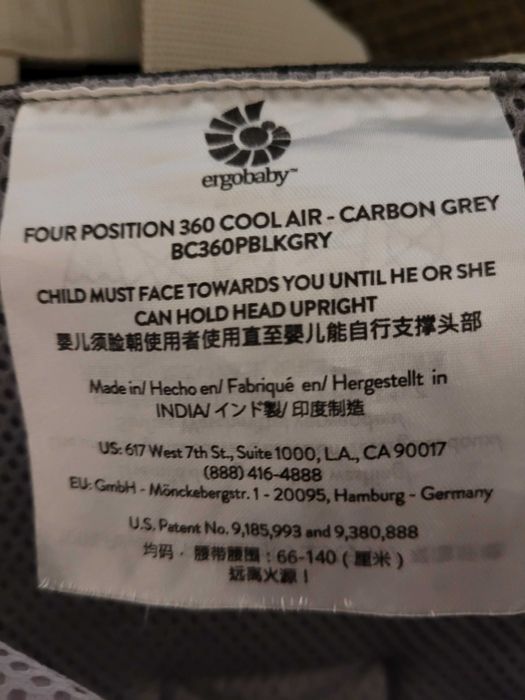 ergobaby™
FOUR POSITION 360 COOL AIR - CARBON GREY
BC360PBLKGRY
CHILD MUST FACE TOWARDS YOU UNTIL HE OR SHE
CAN HOLD HEAD UPRIGHT
婴儿须脸朝使用者使用直至婴儿能自行支撑头部
Made in/ Hecho en/ Fabriqué en/ Hergestellt in
INDIA/ インド製/ 印度制造
US: 617 West 7th St., Suite 1000, L.A., CA 90017
(888) 416-4888
EU: GmbH - Mönckebergstr. 1 - 20095, Hamburg - Germany
U.S. Patent No. 9,185,993 and 9,380,888
均码 · 腰带腰围 : 66-140 ( 厘米 )
远离火源 !